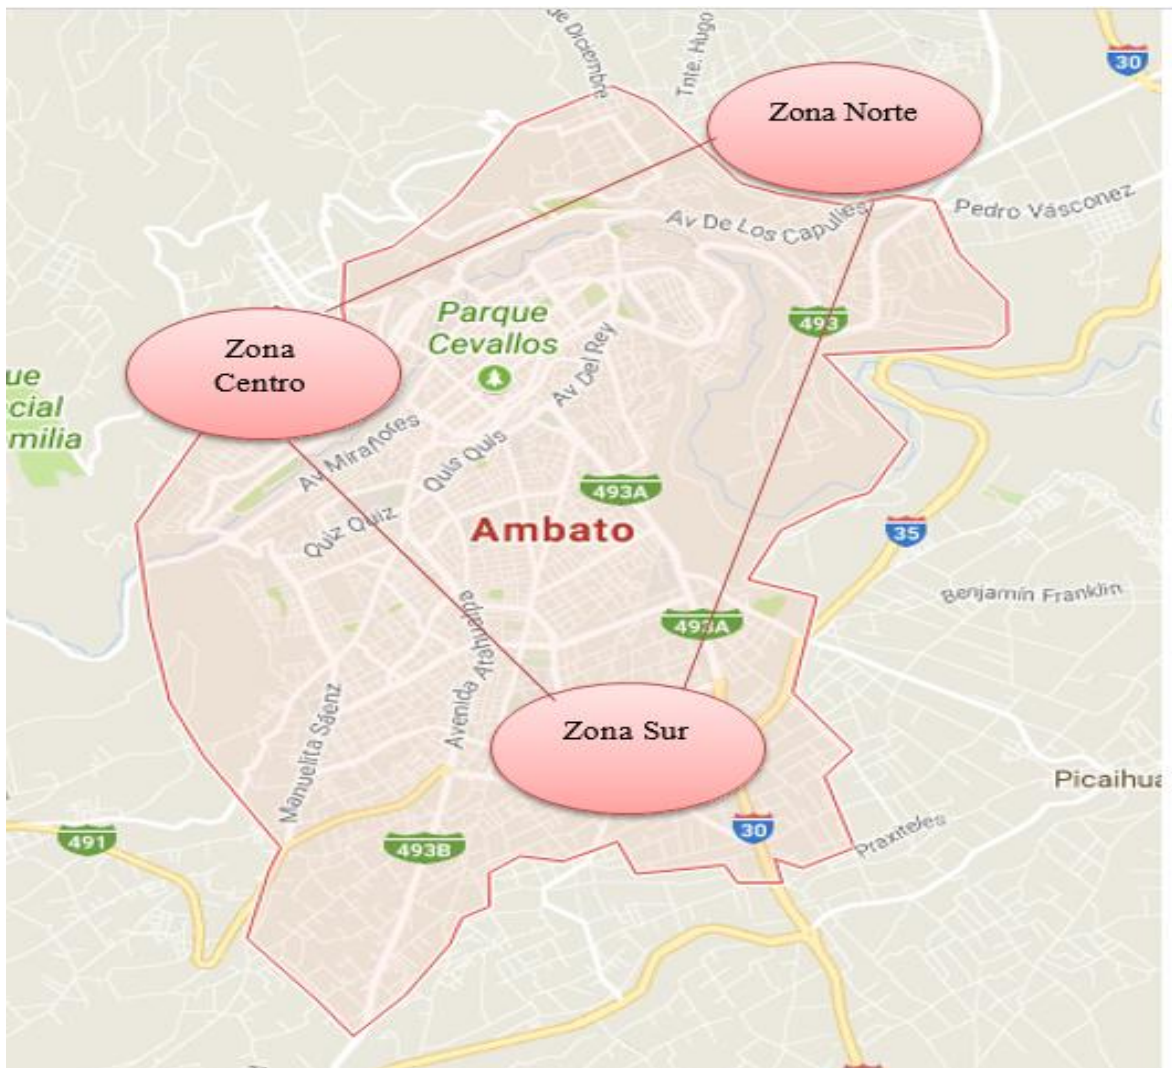 de Diciembre
Tnte. Hugo
30
Zona Norte
Pedro Vásconez
Av De Los Capulíes
Parque
Cevallos
493
Zona
Centro
Av Del Rey
ue
cial
milia
Av Miraflores
Quis Quis
493A
Quiz Quiz
Ambato
35
Benjamín Franklin
493A
Avenida Atahualpa
Manuelita Sáenz
Zona Sur
Picaihua
491
493B
30
Praxiteles